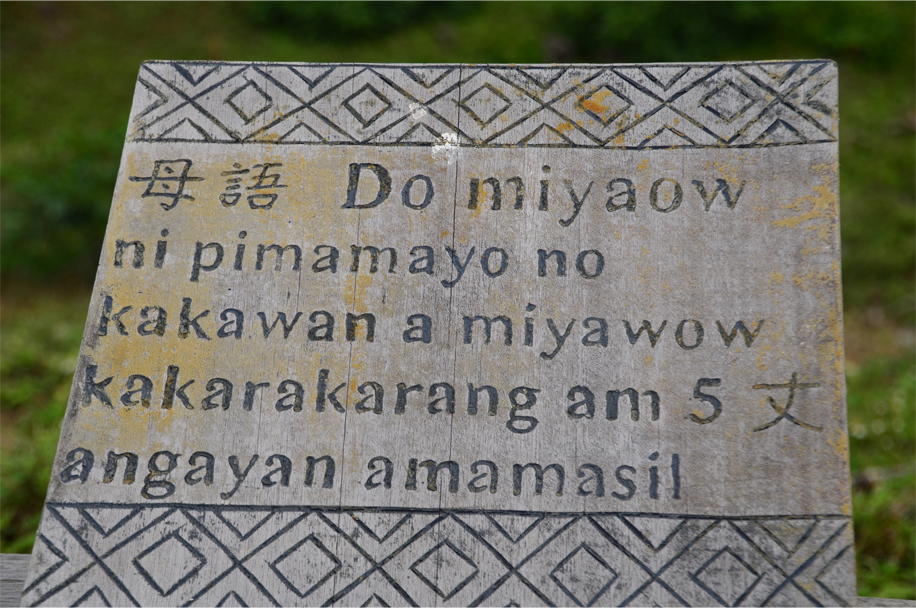 母語 Do miyaow
ni pimamayo no
kakawan a miyawow
kakarakarang am 5 丈
angayan amamasil